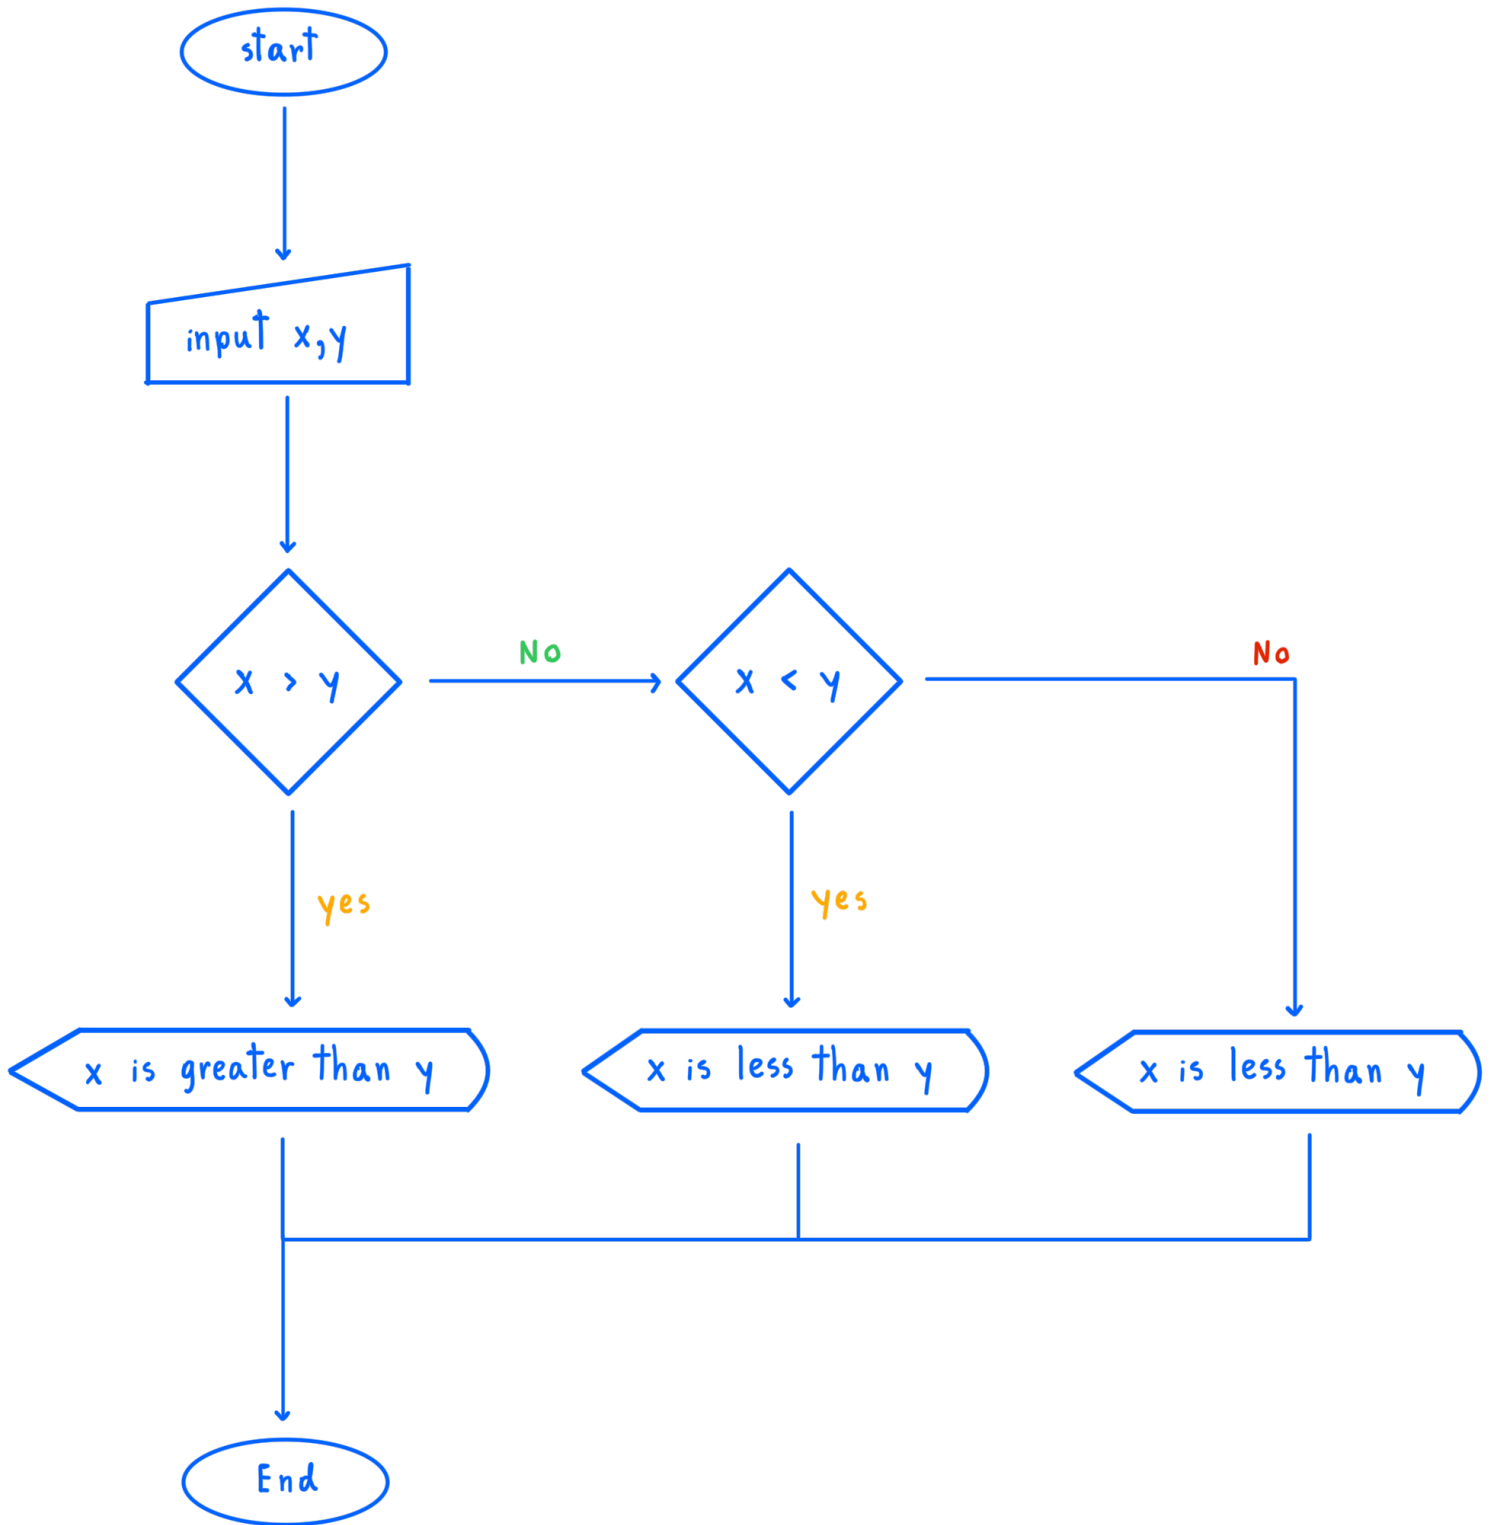 start
input x,y
x > y
No
x < y
No
yes
yes
x is greater than y
x is less than y
x is less than y
End